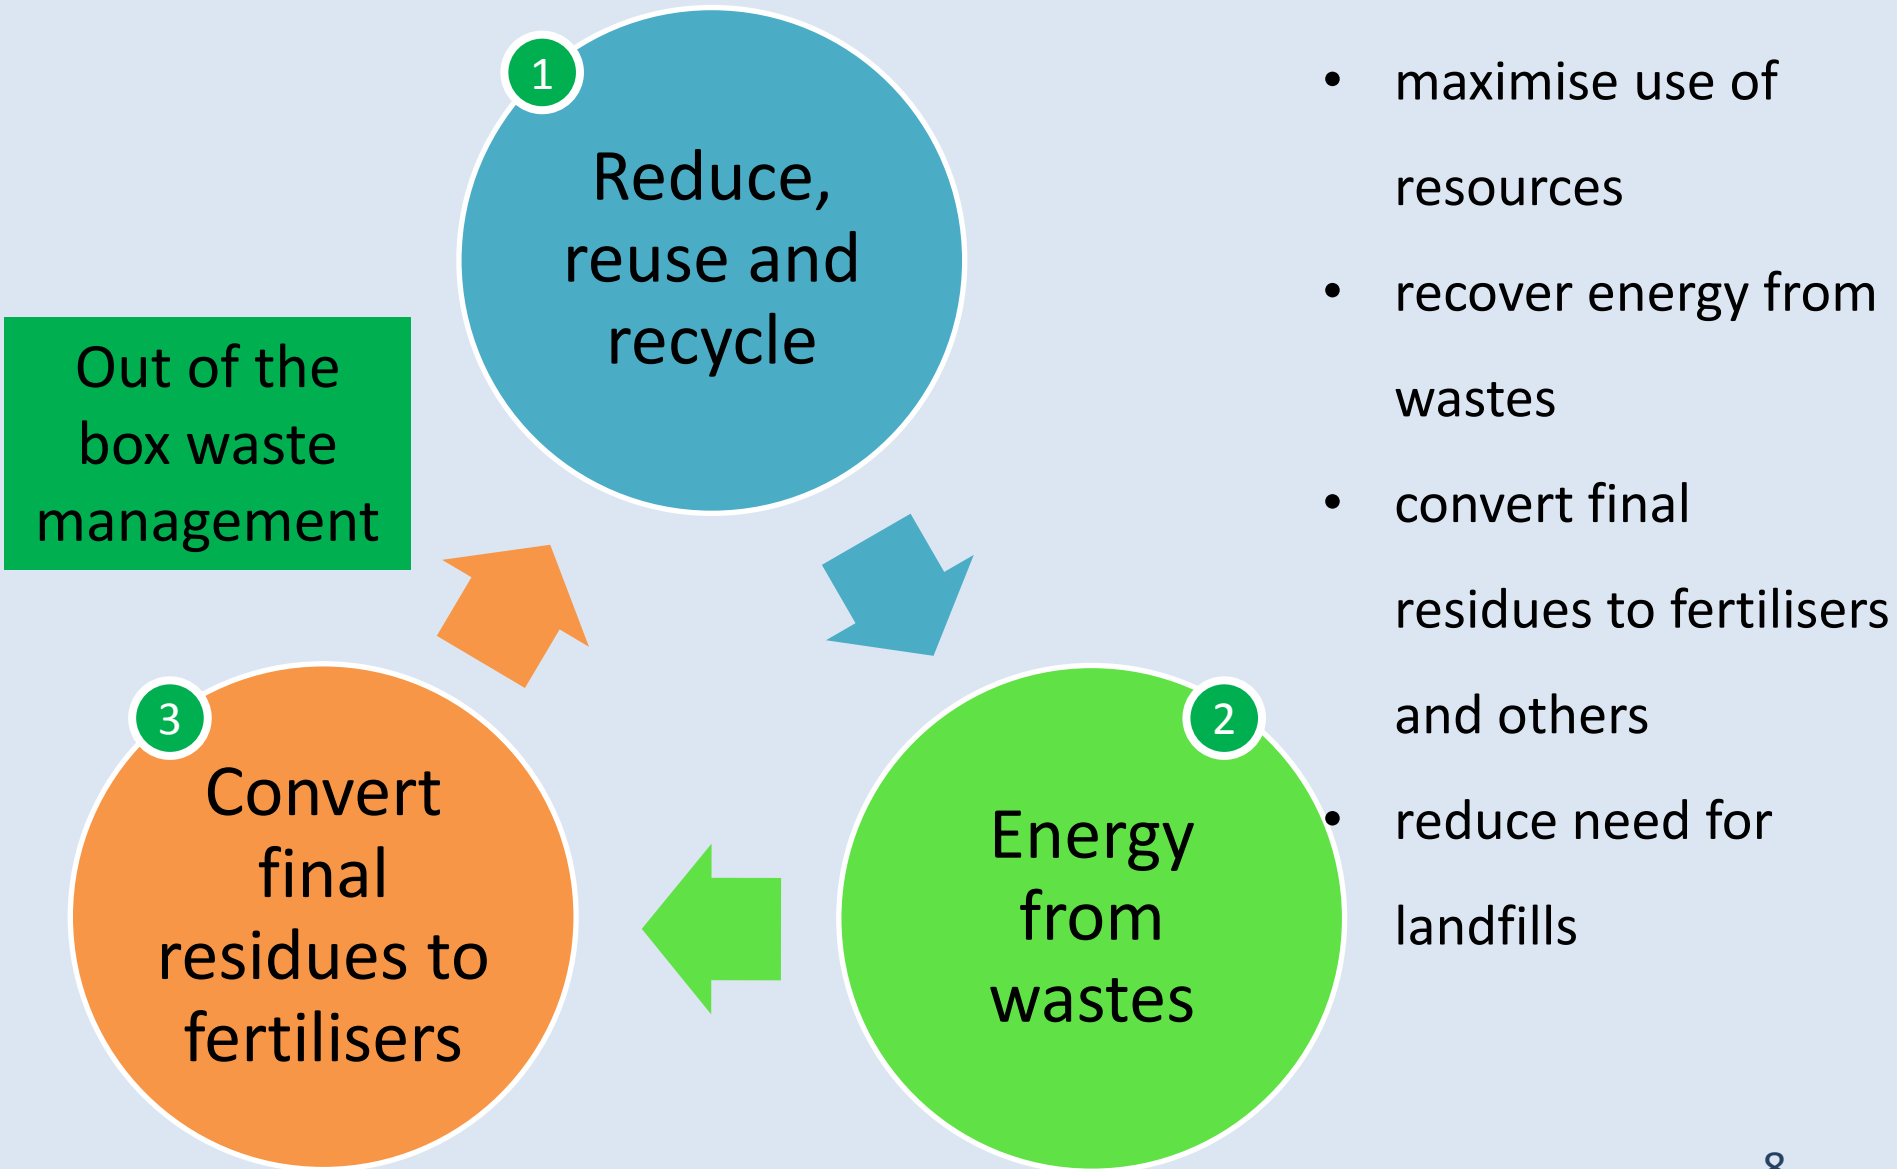 1
Reduce,
reuse and
recycle
Out of the
box waste
management
3
Convert
final
residues to
fertilisers
2
Energy
from
wastes
• maximise use of
resources
• recover energy from
wastes
• convert final
residues to fertilisers
and others
• reduce need for
landfills
8